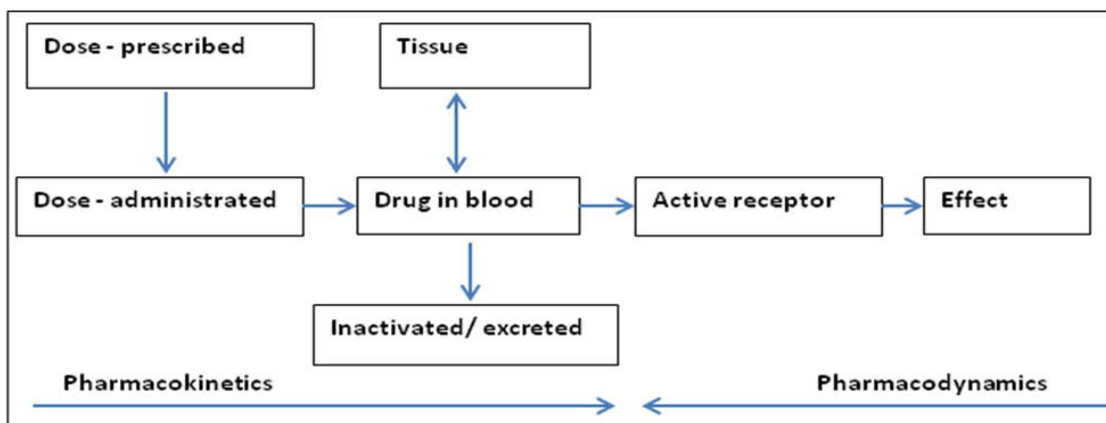 Dose - prescribed
Tissue
Dose - administrated
Drug in blood
Active receptor
Effect
Inactivated/ excreted
Pharmacokinetics
Pharmacodynamics